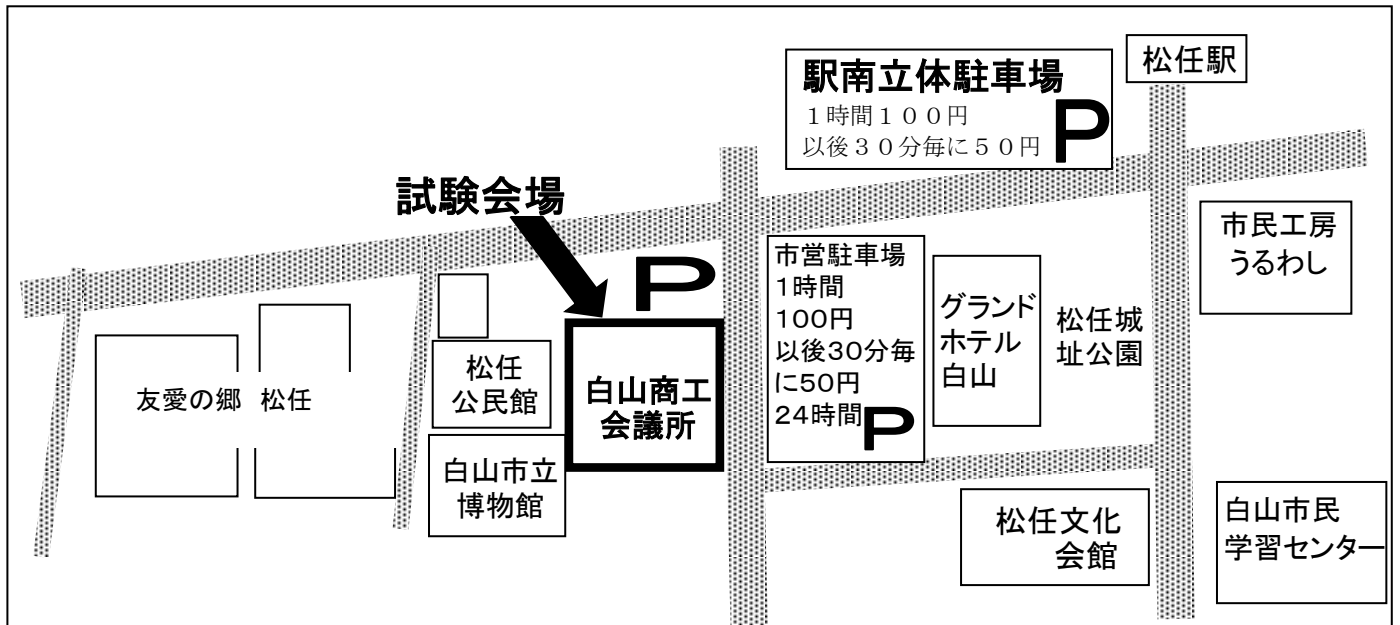 松任駅
駅南立体駐車場
１時間１００円
以後３０分毎に５０円
P
試験会場
P
市営駐車場
1時間
100円
以後30分毎
に50円
24時間
P
グランド
ホテル
白山
松任城
址公園
市民工房
うるわし
友愛の郷 松任
松任
公民館
白山商工
会議所
白山市立
博物館
松任文化
会館
白山市民
学習センター